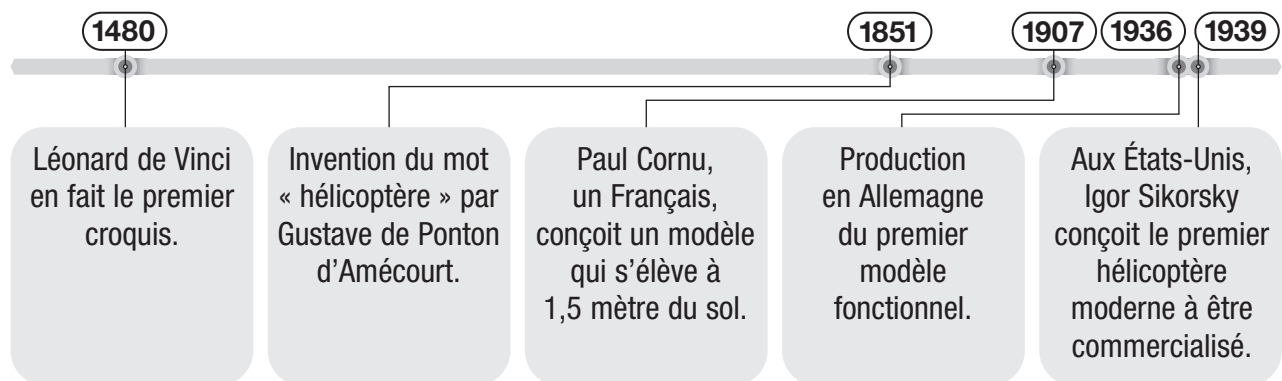 1480
1851
1907
1936
1939
Léonard de Vinci
en fait le premier
croquis.
Invention du mot
« hélicoptère » par
Gustave de Ponton
d’Amécourt.
Paul Cornu,
un Français,
conçoit un modèle
qui s’élève à
1,5 mètre du sol.
Production
en Allemagne
du premier
modèle
fonctionnel.
Aux États-Unis,
Igor Sikorsky
conçoit le premier
hélicoptère
moderne à être
commercialisé.